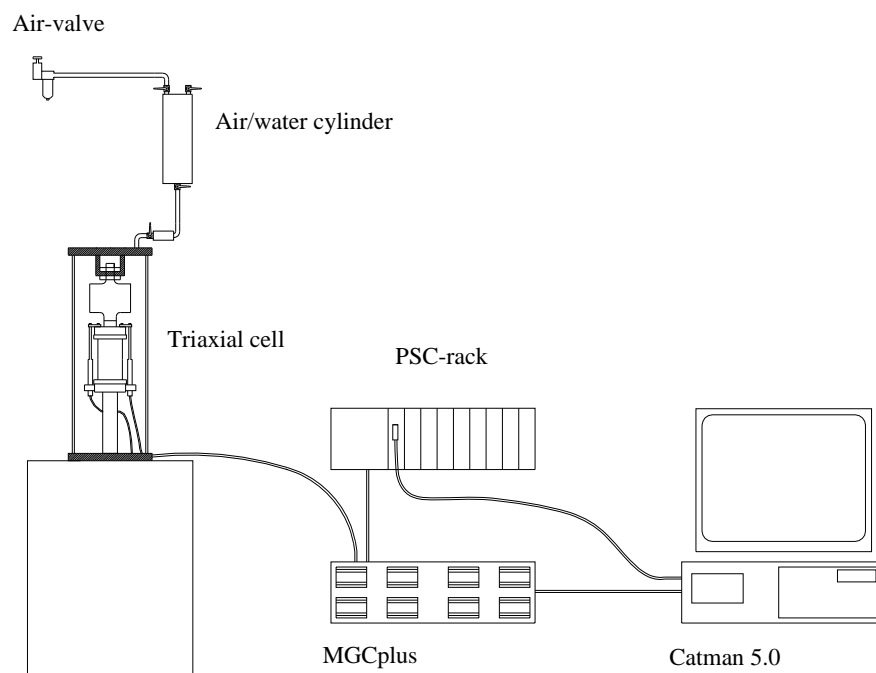 Air-valve
Air/water cylinder
Triaxial cell
PSC-rack
MGCplus
Catman 5.0